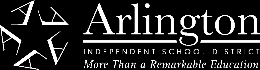 Arlington
INDEPENDENT SCHOOL DISTRICT
More Than a Remarkable Education